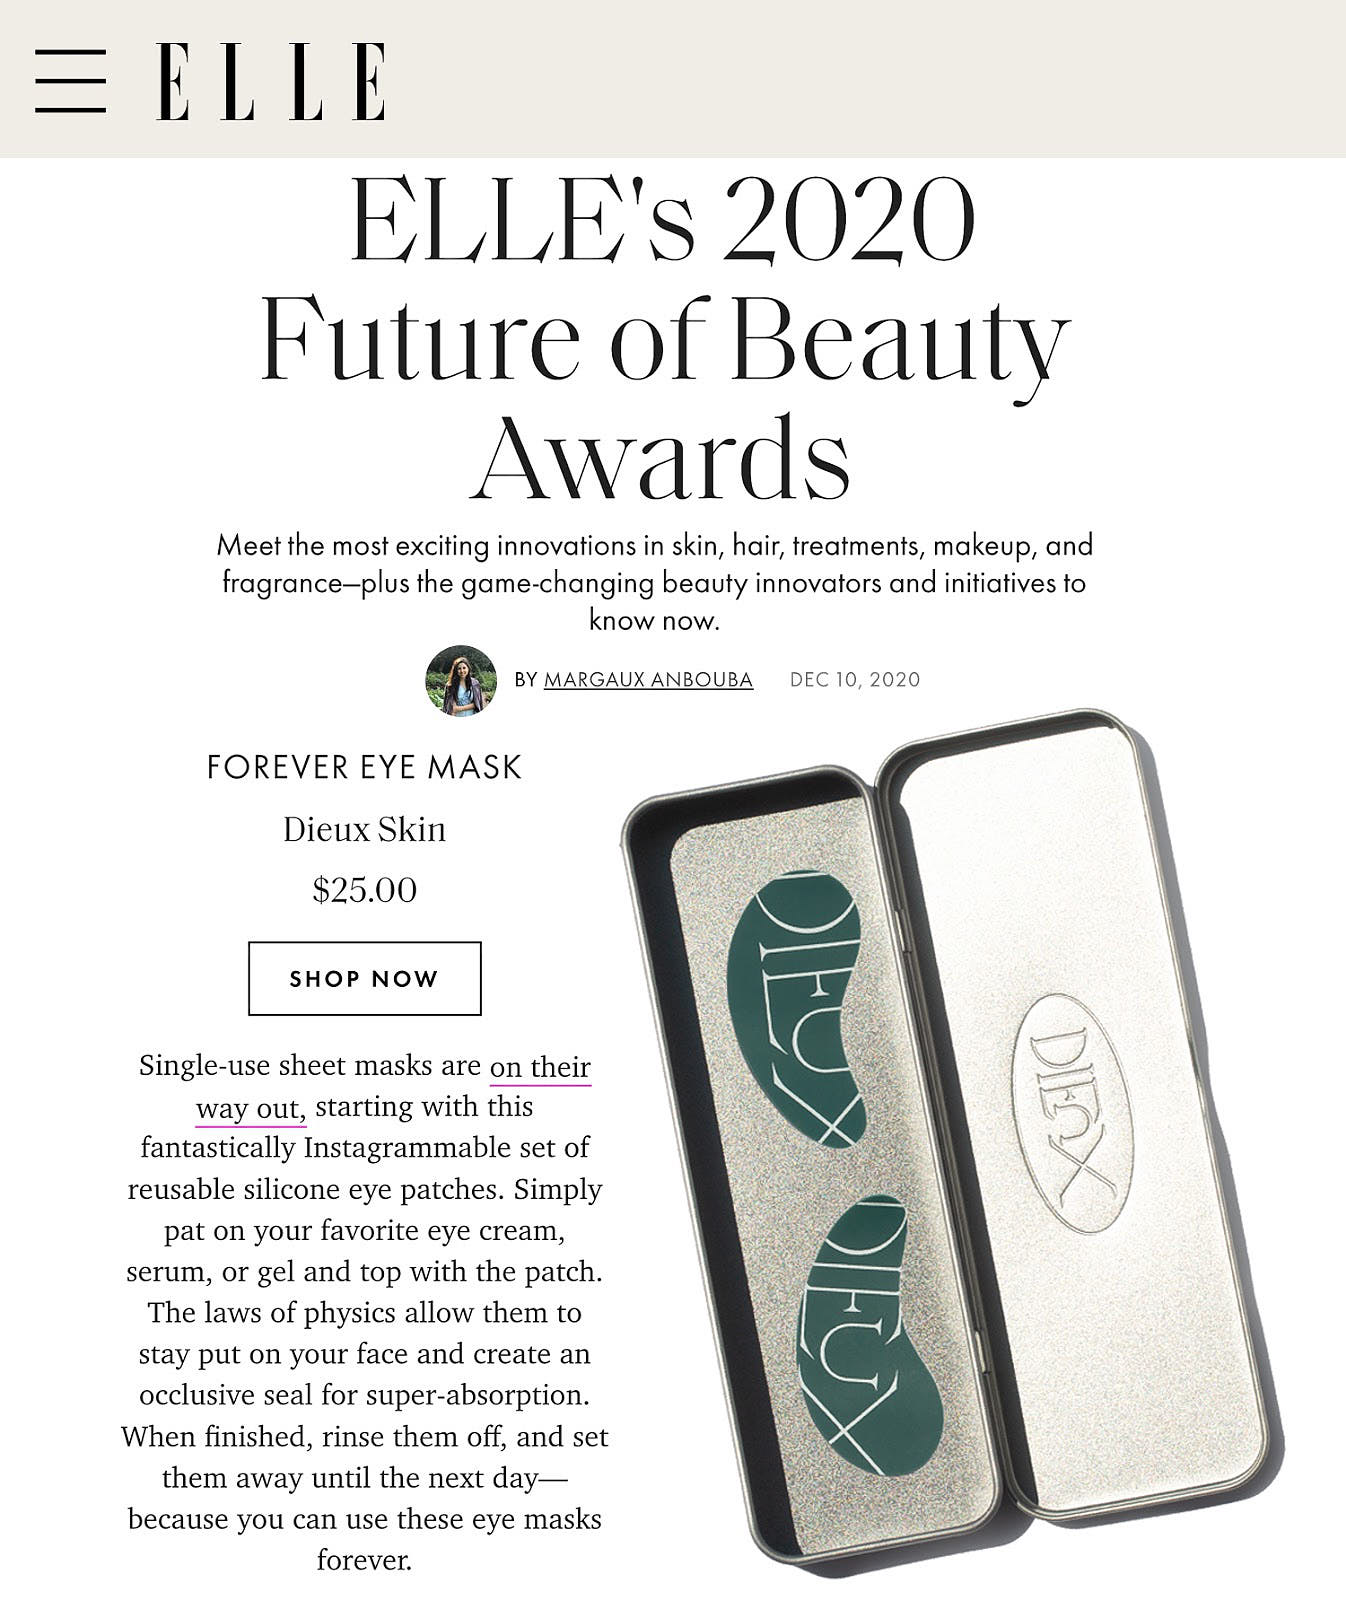 ELLE
ELLE's 2020
Future of Beauty
Awards
Meet the most exciting innovations in skin, hair, treatments, makeup, and
fragrance—plus the game-changing beauty innovators and initiatives to
know now.
BY MARGAUX ANBOUBA DEC 10, 2020
FOREVER EYE MASK
Dieux Skin
$25.00
SHOP NOW
Single-use sheet masks are on their
way out, starting with this
fantastically Instagrammable set of
reusable silicone eye patches. Simply
pat on your favorite eye cream,
serum, or gel and top with the patch.
The laws of physics allow them to
stay put on your face and create an
occlusive seal for super-absorption.
When finished, rinse them off, and set
them away until the next day—
because you can use these eye masks
forever.
DIEUX
DIEUX
DIEUX